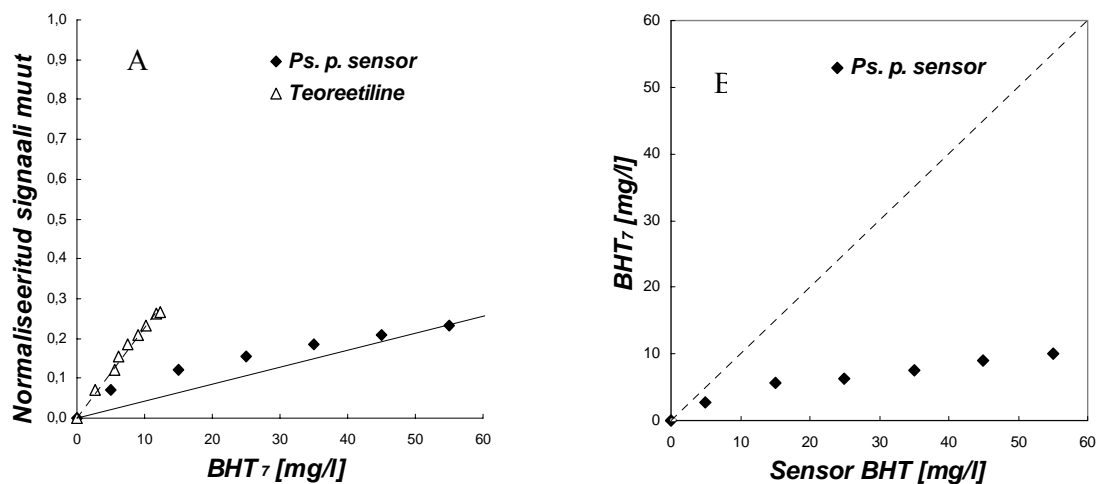 1,0
0,9
0,8
0,7
0,6
0,5
0,4
0,3
0,2
0,1
0,0
Normaliseeritud signaali muut
A
Ps. p. sensor
Teoreetiline
0 10 20 30 40 50 60
BHT7 [mg/l]
60
50
40
30
20
10
0
BHT7 [mg/l]
Ps. p. sensor
0 10 20 30 40 50 60
Sensor BHT [mg/l]